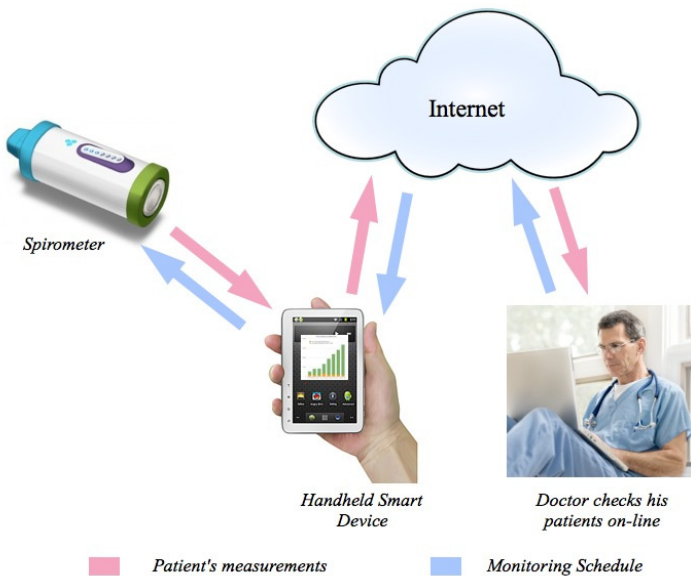 Internet
Spirometer
Handheld Smart
Device
Doctor checks his
patients on-line
Patient's measurements
Monitoring Schedule